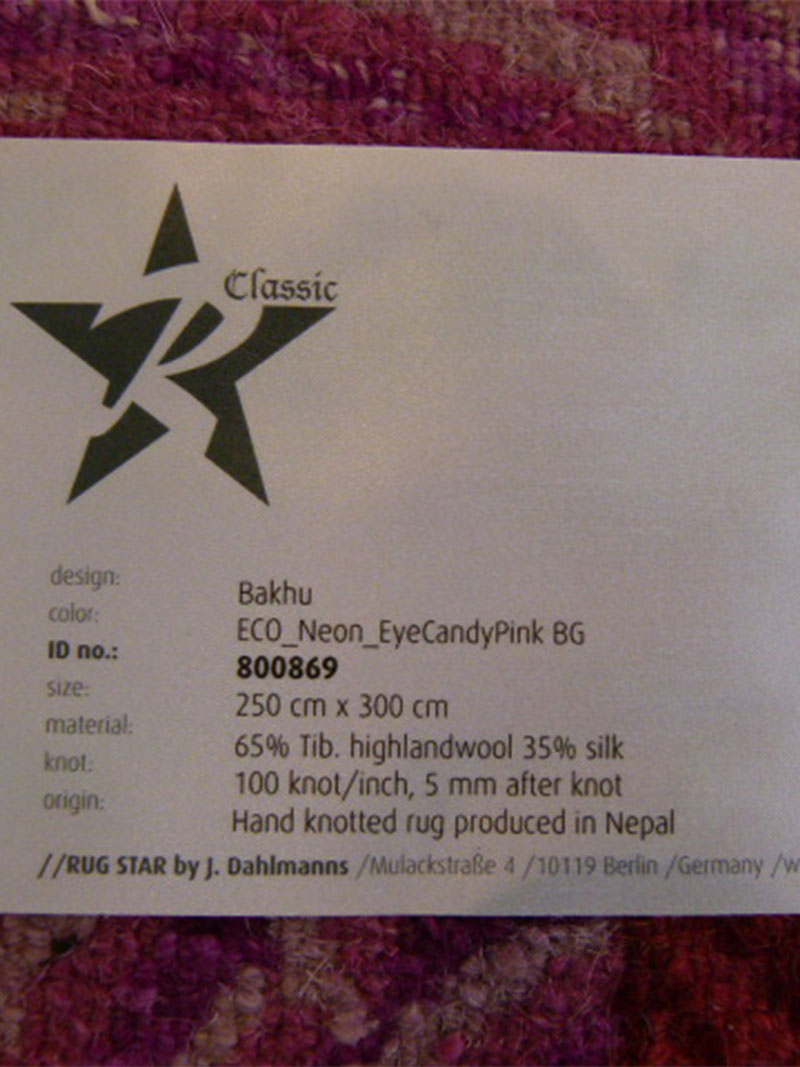 Classic
design: Bakhu
color: ECO_Neon_EyeCandyPink BG
ID no.: 800869
size: 250 cm x 300 cm
material: 65% Tib. highlandwool 35% silk
knot: 100 knot/inch, 5 mm after knot
origin: Hand knotted rug produced in Nepal
//RUG STAR by J. Dahlmanns /Mulackstraße 4 /10119 Berlin /Germany /w